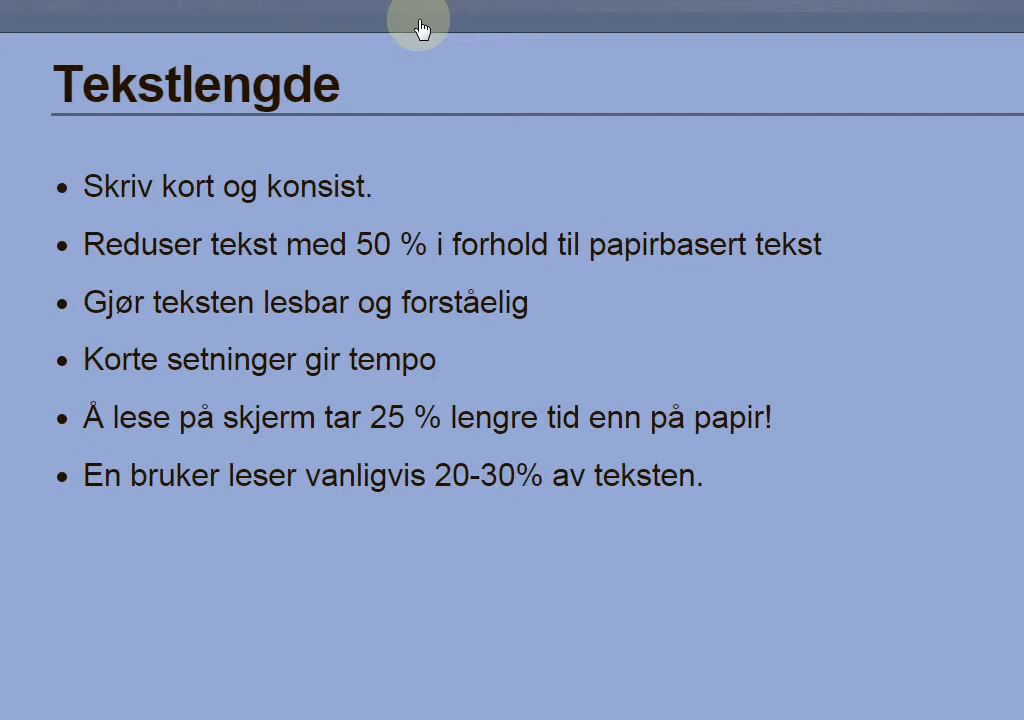 Tekstlengde
Skriv kort og konsist.
Reduser tekst med 50 % i forhold til papirbasert tekst
Gjør teksten lesbar og forståelig
Korte setninger gir tempo
Å lese på skjerm tar 25 % lengre tid enn på papir!
En bruker leser vanligvis 20-30% av teksten.